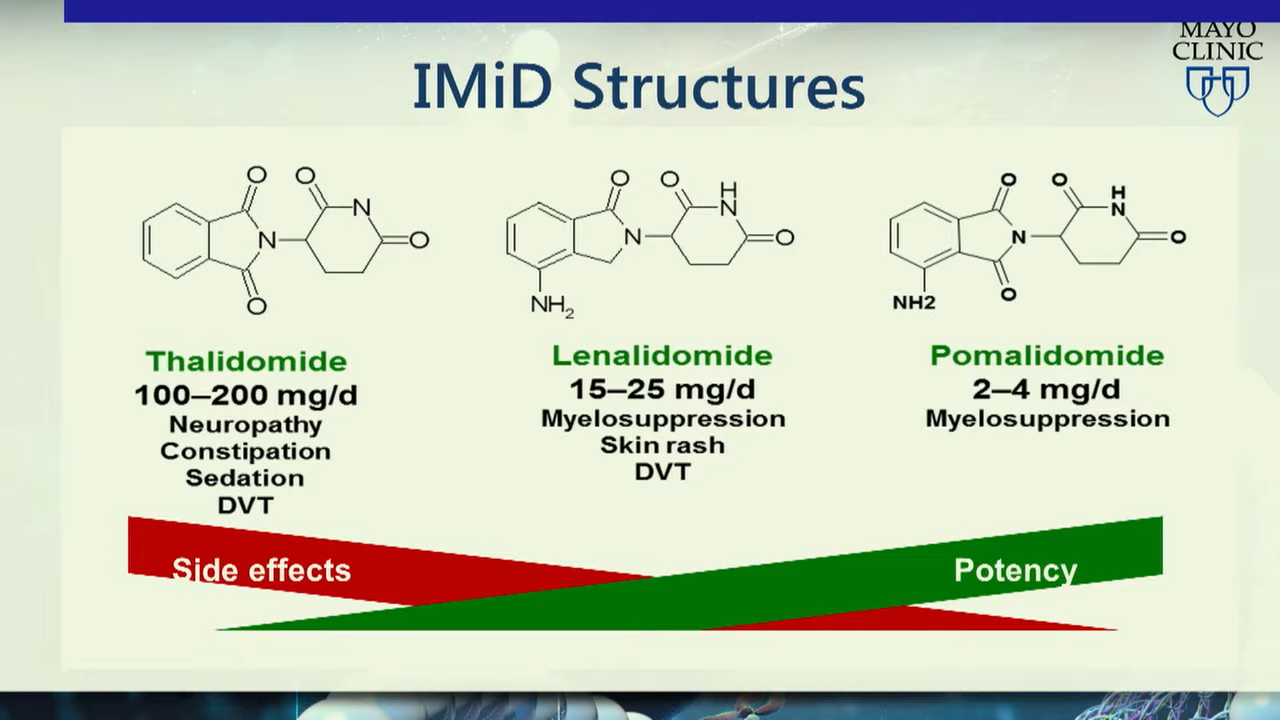 MAYO
CLINIC
IMiD Structures
O
O
N
N
O
O
O
N
O
H
N
O
NH2
O
N
O
O
H
N
O
NH2
Thalidomide
100–200 mg/d
Neuropathy
Constipation
Sedation
DVT
Lenalidomide
15–25 mg/d
Myelosuppression
Skin rash
DVT
Pomalidomide
2–4 mg/d
Myelosuppression
Side effects
Potency